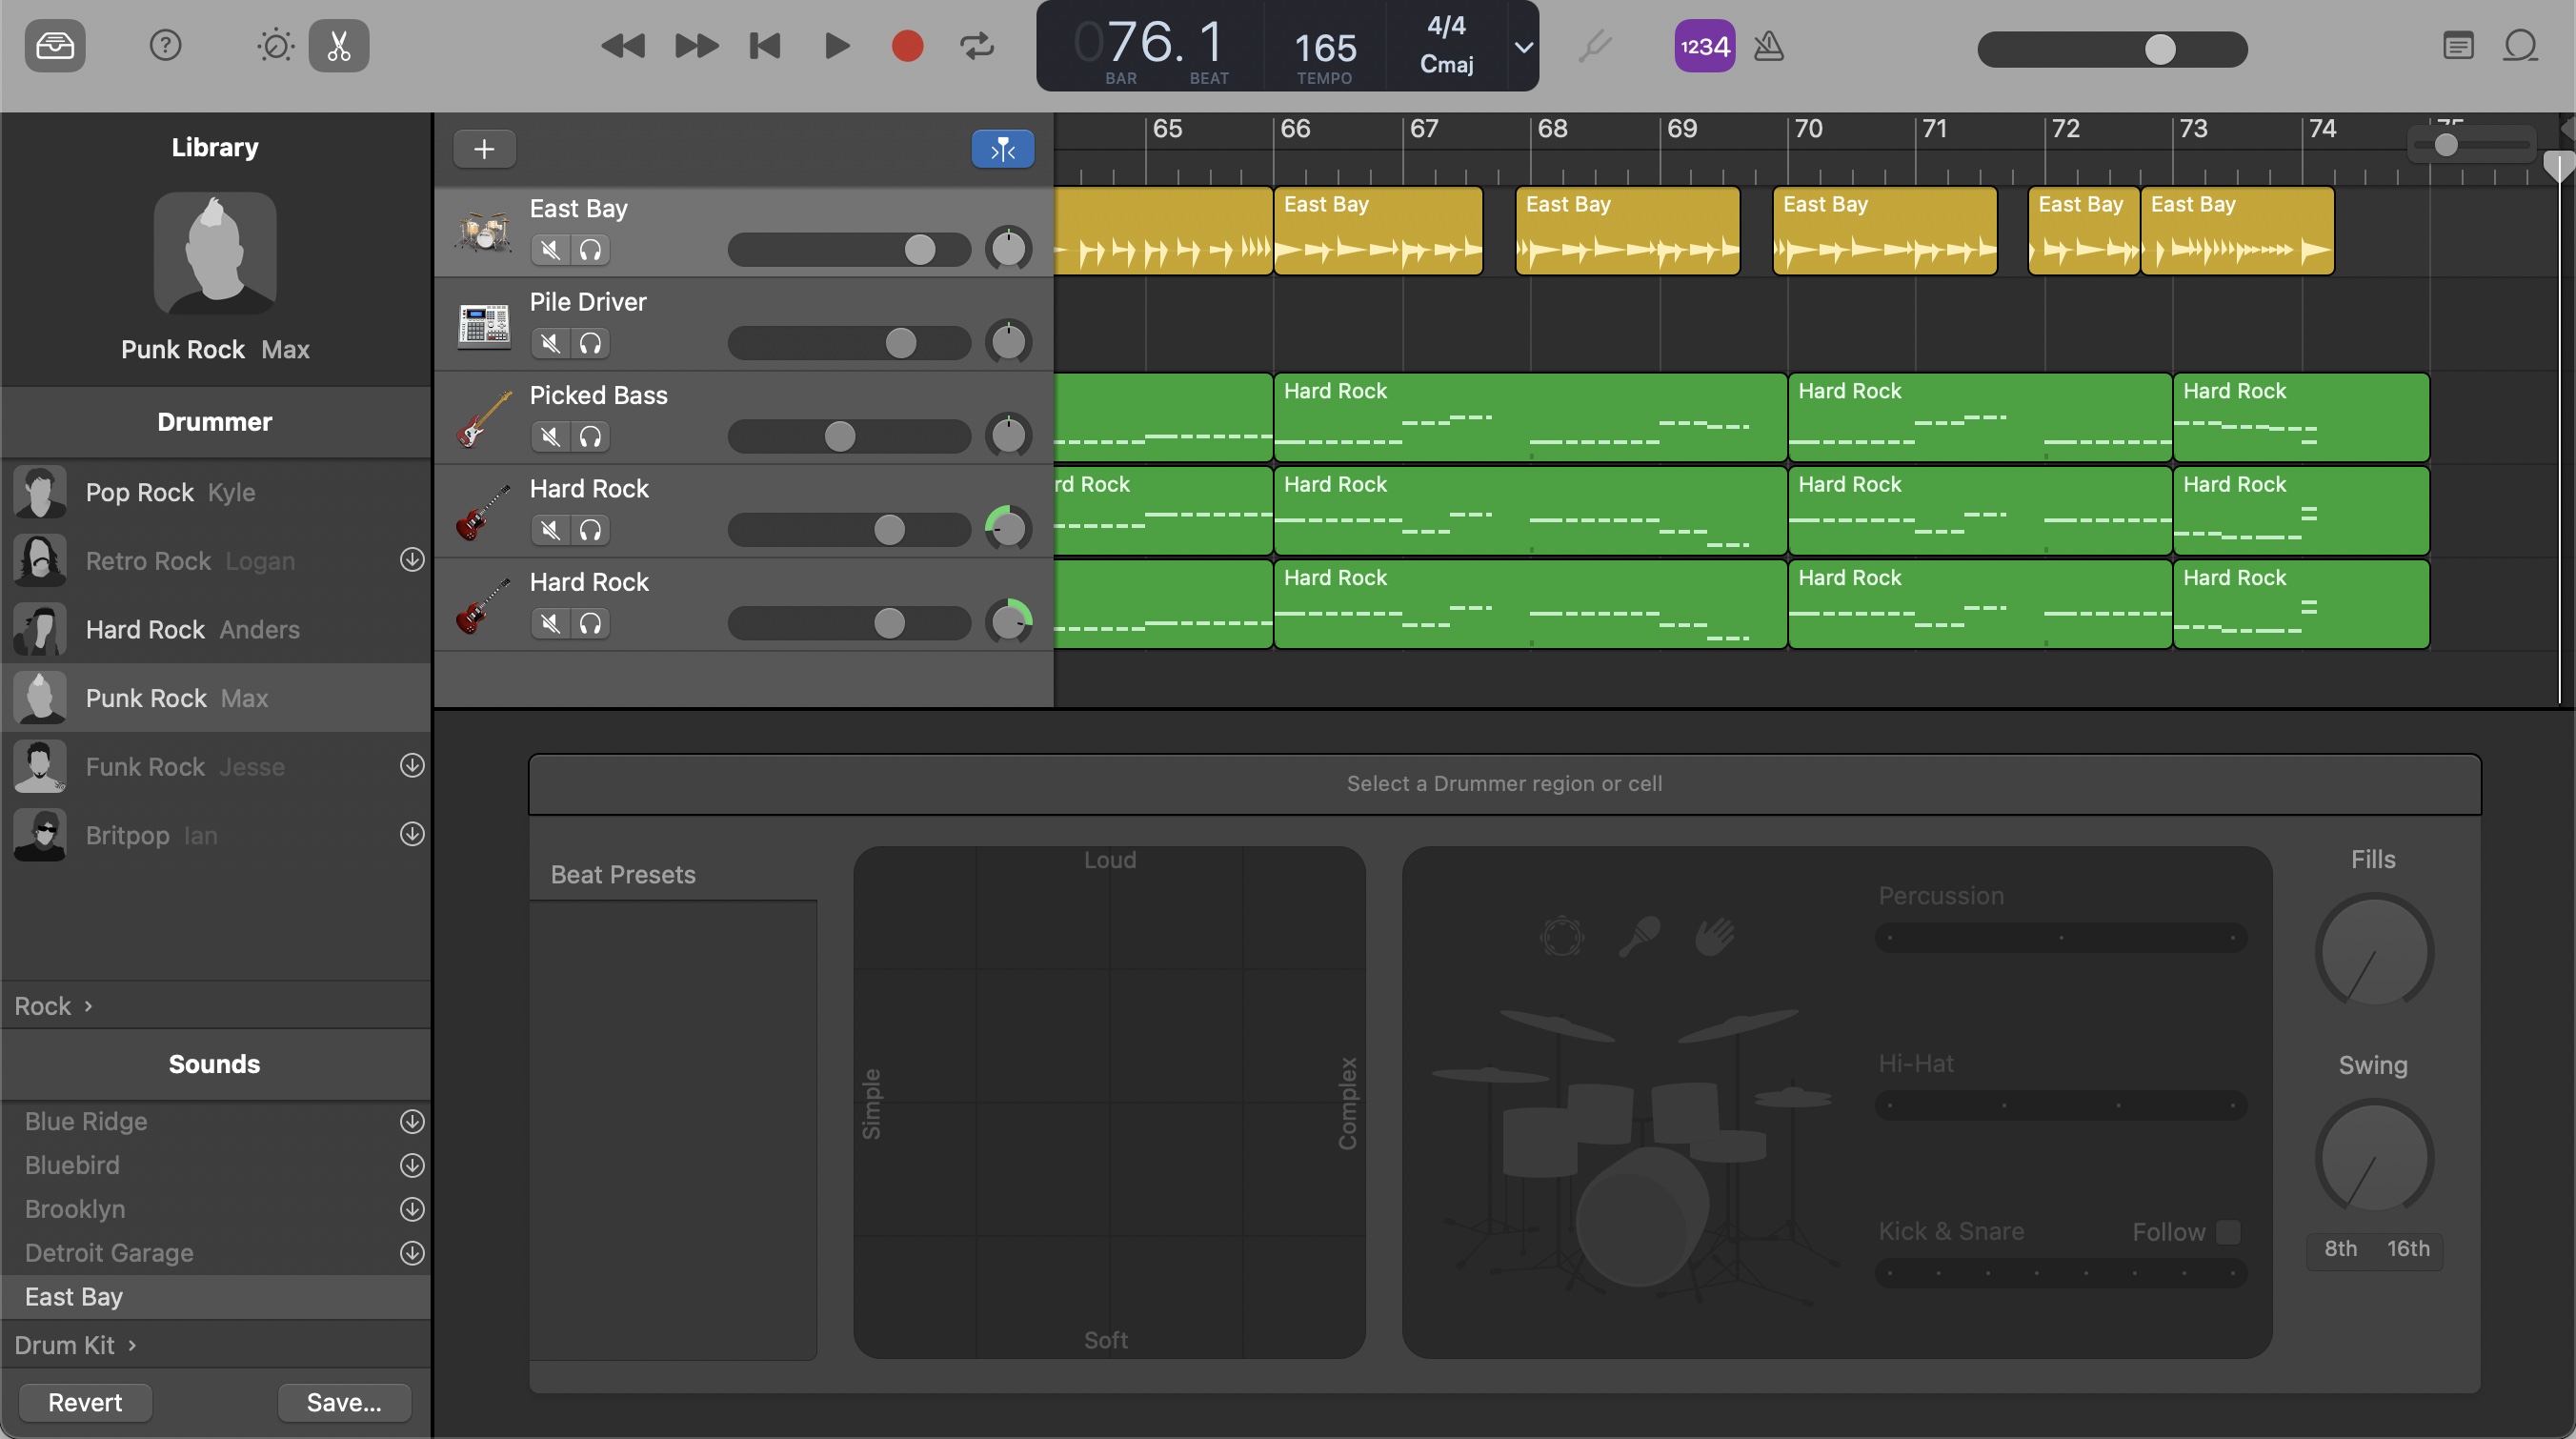 076. 1
BAR
BEAT
165
TEMPO
4/4
Cmaj
1234
Library
Punk Rock Max
Drummer
Pop Rock Kyle
Retro Rock Logan
Hard Rock Anders
Punk Rock Max
Funk Rock Jesse
Britpop Ian
Rock ›
Sounds
Blue Ridge
Bluebird
Brooklyn
Detroit Garage
East Bay
Drum Kit ›
Revert
Save...
65 66 67 68 69 70 71 72 73 74 75
East Bay
East Bay
East Bay
East Bay
East Bay
East Bay
Pile Driver
Picked Bass
Hard Rock
Hard Rock
Hard Rock
Hard Rock
rd Rock
Hard Rock
Hard Rock
Hard Rock
Hard Rock
Hard Rock
Hard Rock
Hard Rock
Select a Drummer region or cell
Beat Presets
Loud
Simple
Complex
Soft
Percussion
Hi-Hat
Kick & Snare
Follow
Fills
Swing
8th
16th